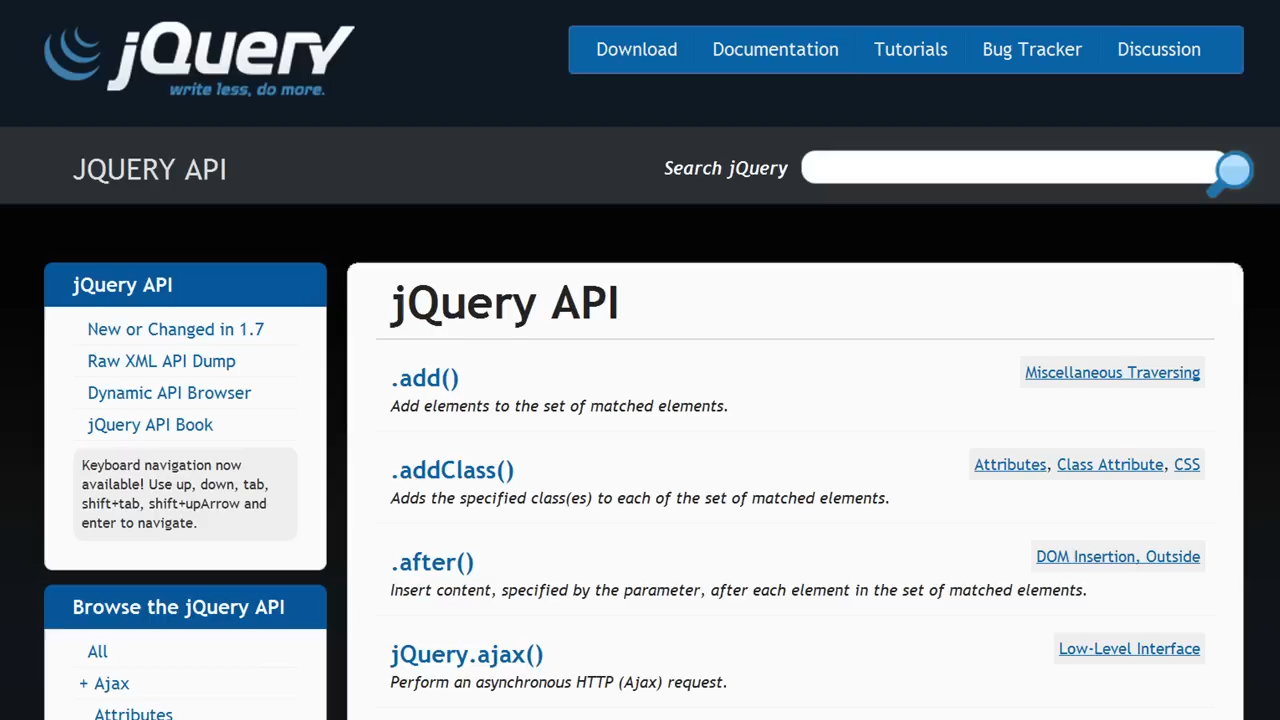 jQuery
write less, do more.
Download Documentation Tutorials Bug Tracker Discussion
JQUERY API
Search jQuery
jQuery API
New or Changed in 1.7
Raw XML API Dump
Dynamic API Browser
jQuery API Book
Keyboard navigation now
available! Use up, down, tab,
shift+tab, shift+upArrow and
enter to navigate.
Browse the jQuery API
All
+ Ajax
Attributes
jQuery API
.add()
Miscellaneous Traversing
Add elements to the set of matched elements.
.addClass()
Attributes, Class Attribute, CSS
Adds the specified class(es) to each of the set of matched elements.
.after()
DOM Insertion, Outside
Insert content, specified by the parameter, after each element in the set of matched elements.
jQuery.ajax()
Low-Level Interface
Perform an asynchronous HTTP (Ajax) request.